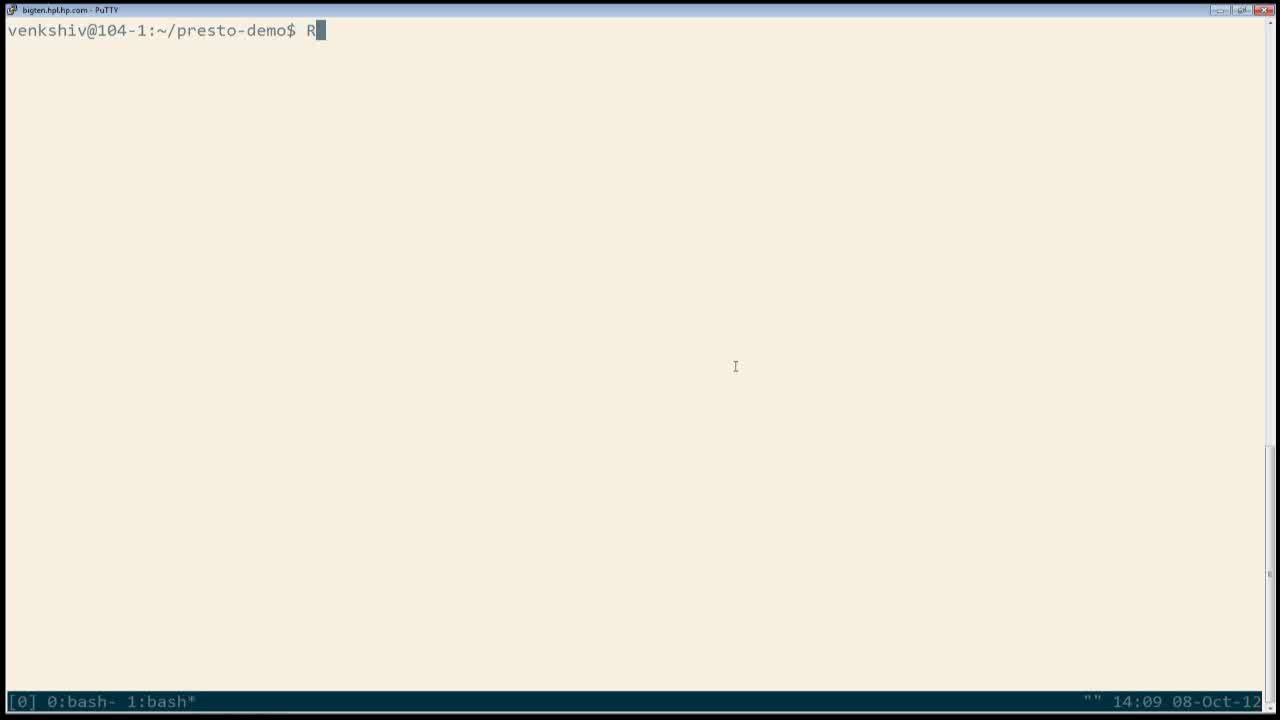 bigten.hpl.hp.com - PuTTY
venkshiv@104-1:~/presto-demo$ R
[0] 0:bash- 1:bash* "" 14:09 08-Oct-12